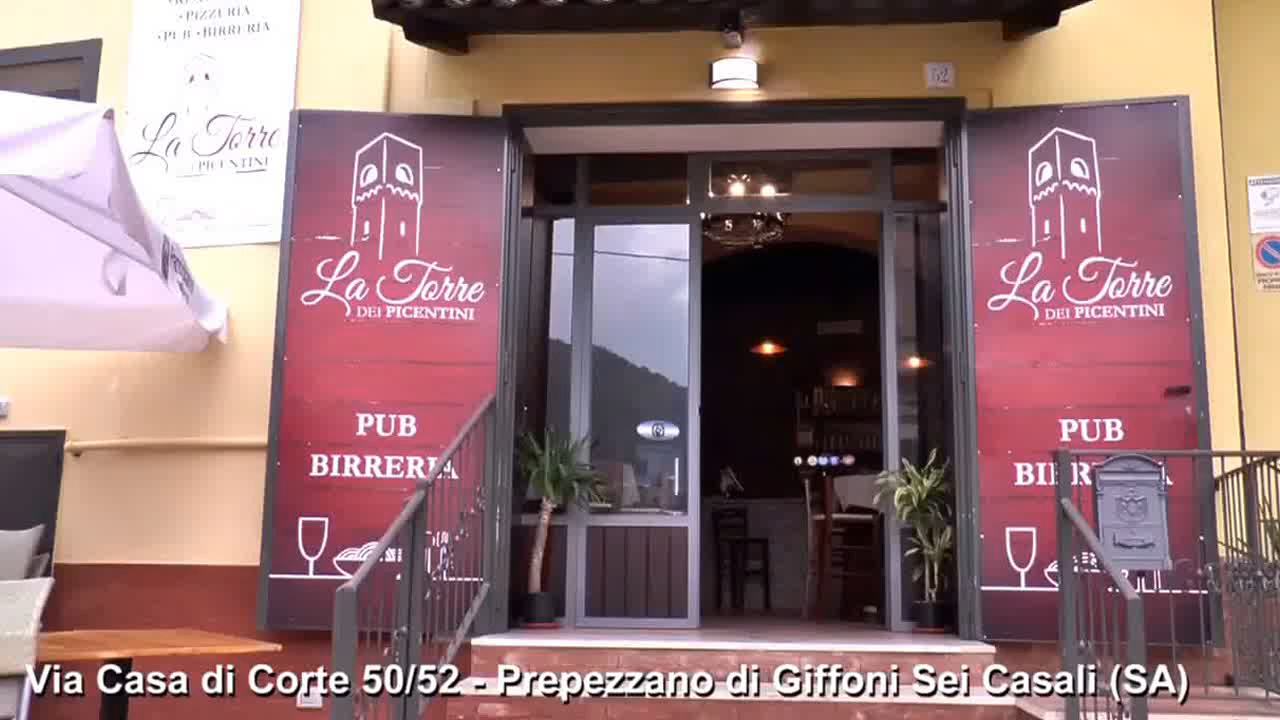 •PIZZERIA
•PUB •BIRRERIA
La Torre
DEI PICENTINI
La Torre
DEI PICENTINI
PUB
BIRRERIA
52
La Torre
DEI PICENTINI
PUB
Via Casa di Corte 50/52 - Prepezzano di Giffoni Sei Casali (SA)